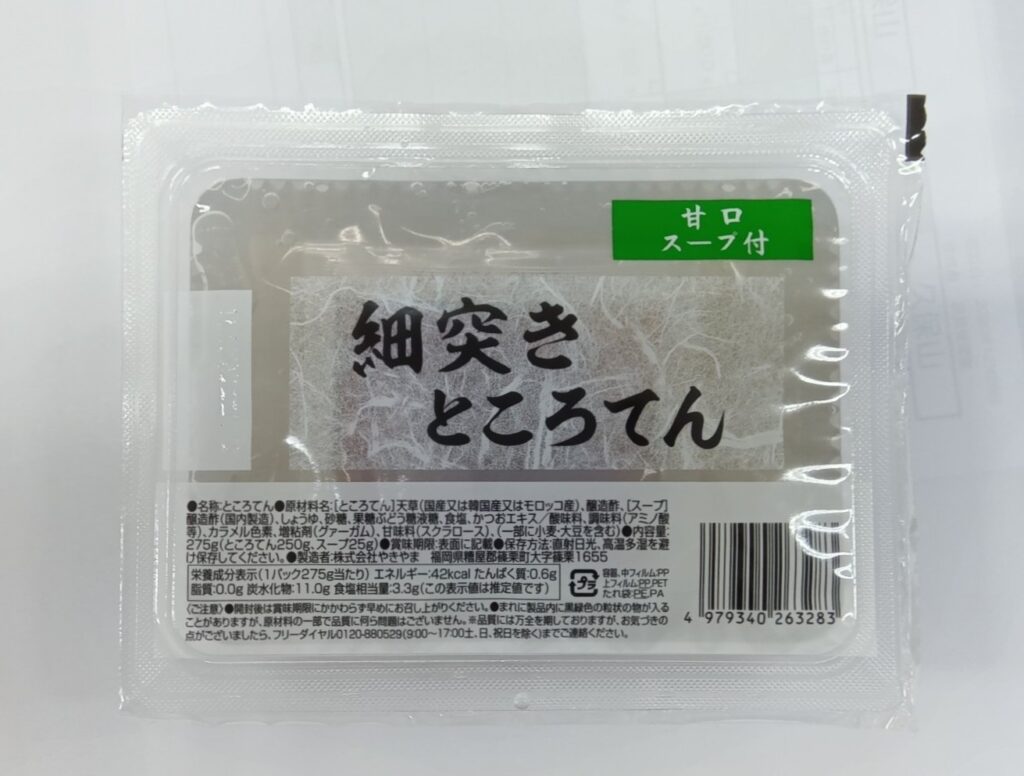 甘口
スープ付
細突き
ところてん
●名称:ところてん●原材料名:[ところてん]天草(国産又は韓国産又はモロッコ産)、醸造酢、[スープ]
醸造酢(国内製造)、しょうゆ、砂糖、果糖ぶどう糖液糖、食塩、かつおエキス/酸味料、調味料(アミノ酸
等)、カラメル色素、増粘剤(グァーガム)、甘味料(スクラロース)、(一部に小麦・大豆を含む)●内容量:
275g(ところてん250g、スープ25g)●賞味期限:表面に記載●保存方法:直射日光、高温多湿を避
け保存してください。●製造者:株式会社やきやま 福岡県糟屋郡篠栗町大字篠栗1655
栄養成分表示(1パック275g当たり) エネルギー:42kcal たんぱく質:0.6g
脂質:0.0g 炭水化物:11.0g 食塩相当量:3.3g(この表示値は推定値です)
プラ
容器、中フィルム:PP
上フィルム:PP,PET
たれ袋:PE,PA
〈ご注意〉●開封後は賞味期限にかかわらず早めにお召し上がりください。●まれに製品内に黒緑色の粒状の物が入る
ことがありますが、原材料の一部で品質に何ら問題はございません。※品質には万全を期しておりますが、お気づきの
点がございましたら、フリーダイヤル0120-880529(9:00~17:00土、日、祝日を除く)までご連絡ください。
4 979340 263283